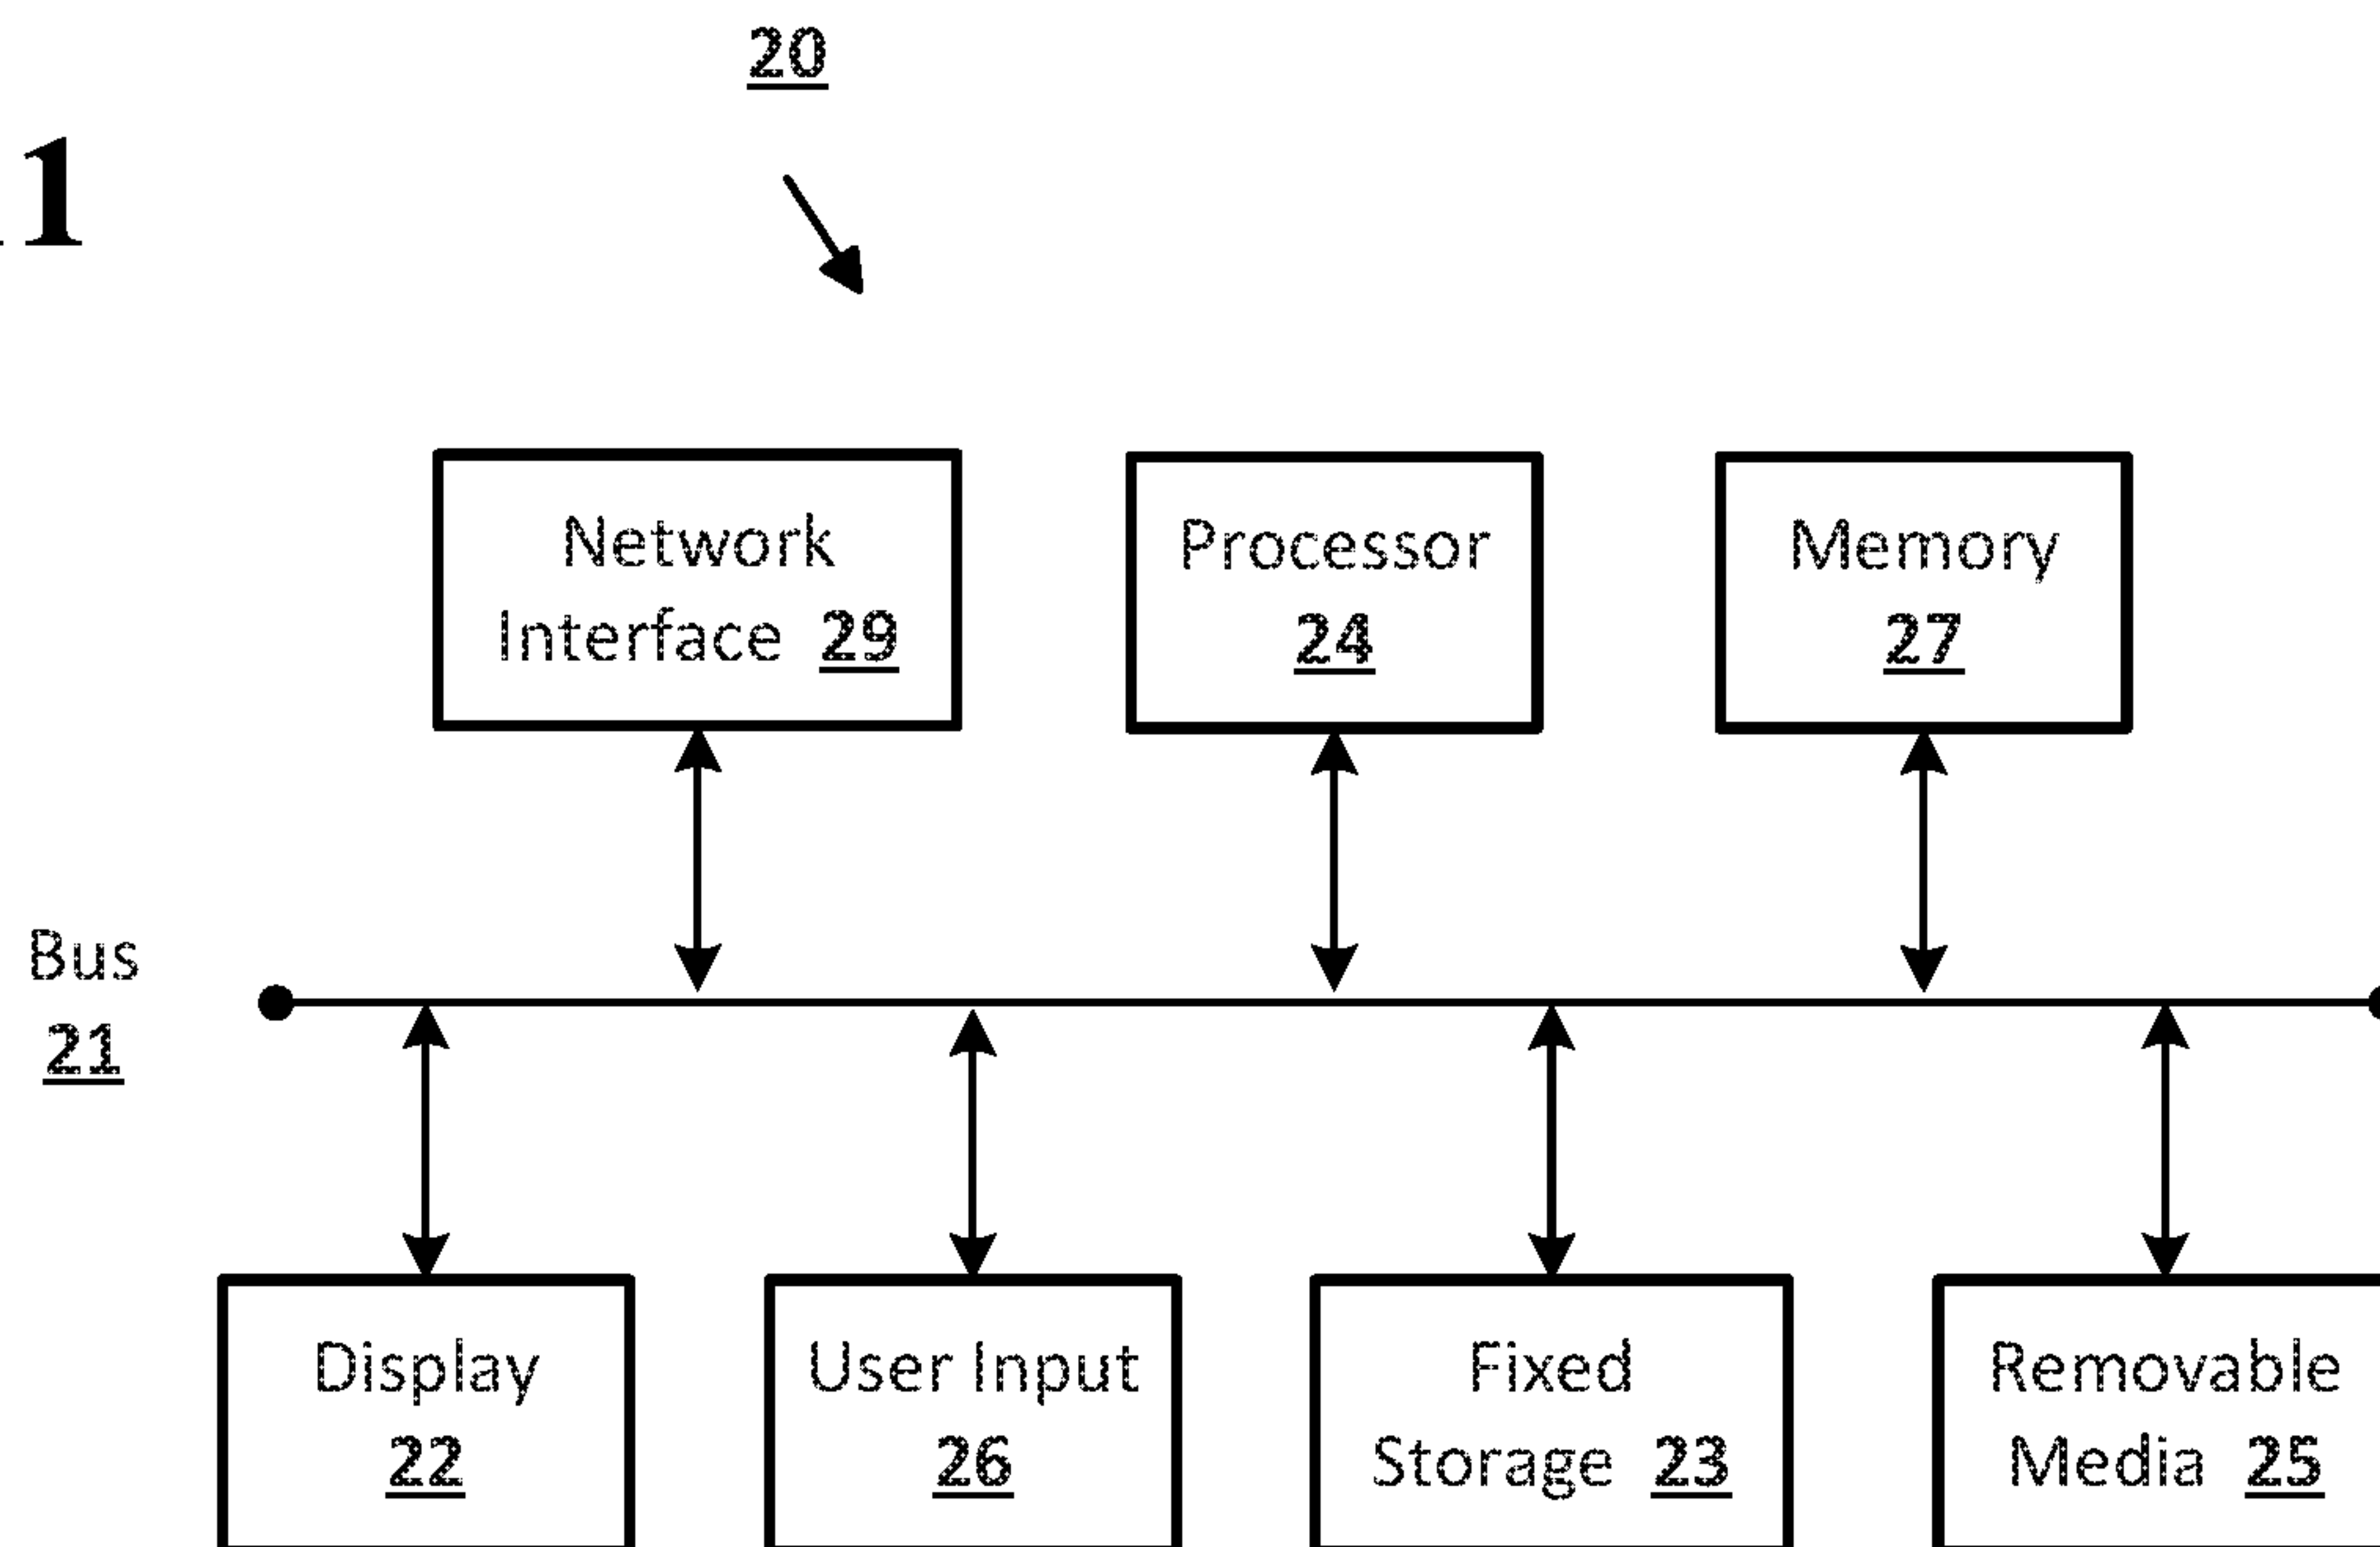 20
1
Network
Interface 29
Processor
24
Memory
27
Bus
21
Display
22
User Input
26
Fixed
Storage 23
Removable
Media 25